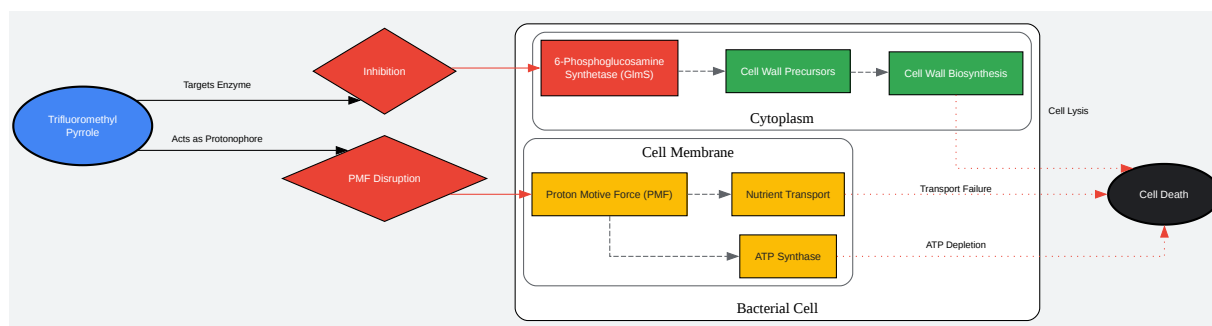 Trifluoromethyl
Pyrrole
Targets Enzyme
Acts as Protonophore
Inhibition
PMF Disruption
6-Phosphoglucosamine
Synthetase (GlmS)
Cell Wall Precursors
Cell Wall Biosynthesis
Cytoplasm
Cell Membrane
Proton Motive Force (PMF)
Nutrient Transport
ATP Synthase
Bacterial Cell
Cell Lysis
Transport Failure
ATP Depletion
Cell Death